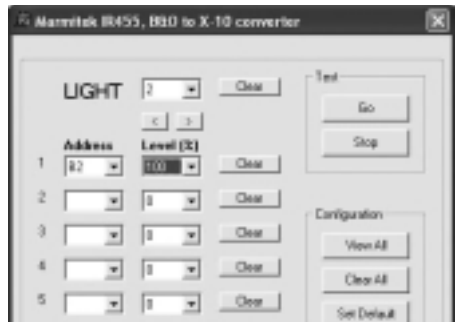 Marmitek IR455, B&O to X-10 converter
LIGHT 2 Clear
< >
Address Level (%)
1 B2 100 Clear
2 0 Clear
3 0 Clear
4 0 Clear
5 0 Clear
Test
Go
Stop
Configuration
View All
Clear All
Set Default